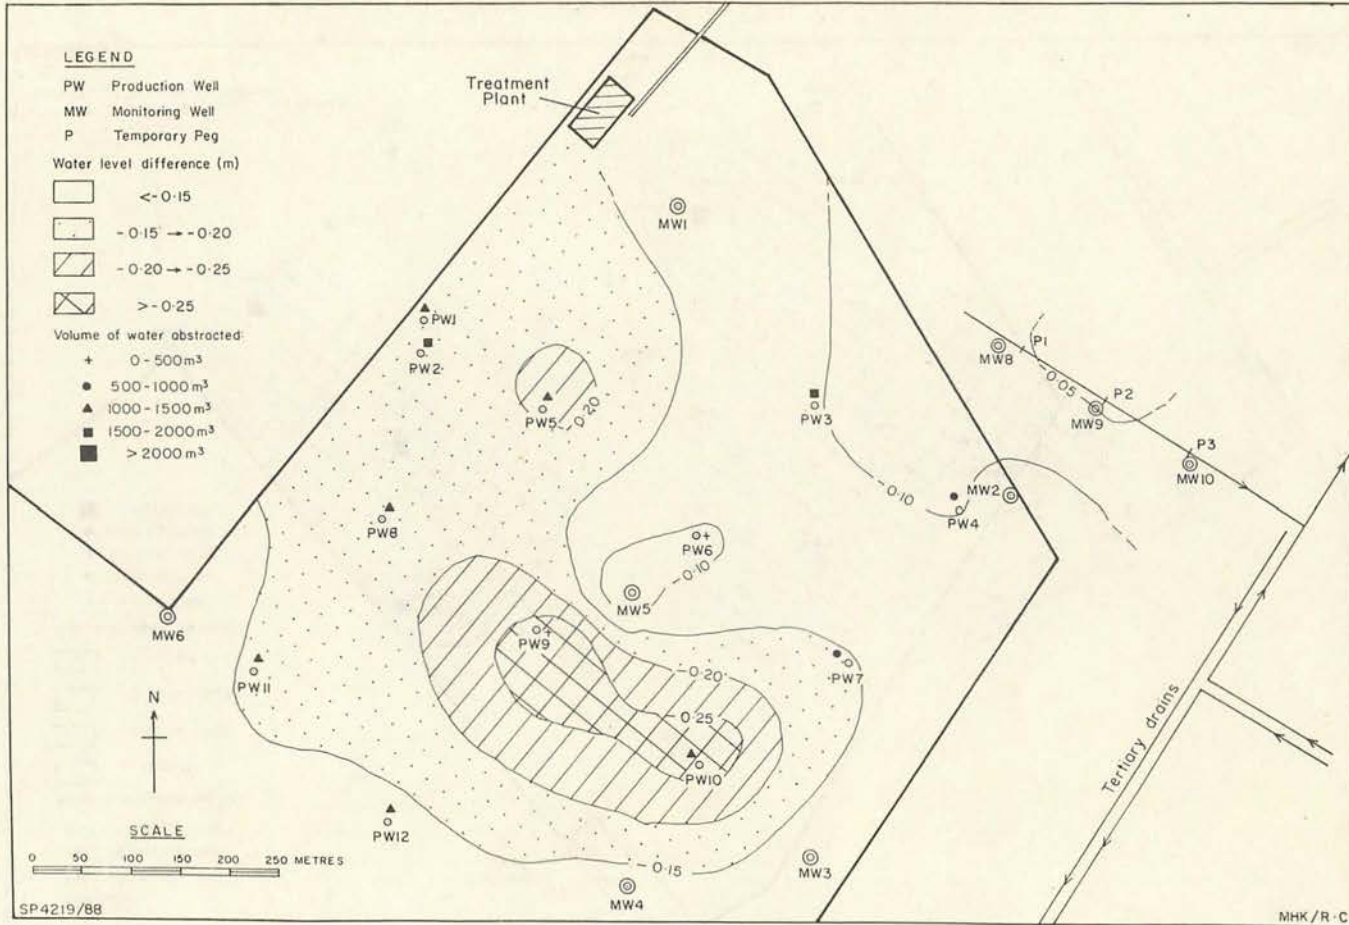 LEGEND
PW Production Well
MW Monitoring Well
P Temporary Peg
Water level difference (m)
<-0·15
-0·15 → -0·20
-0·20 → -0·25
>-0·25
Volume of water abstracted:
+ 0-500m³
● 500-1000m³
▲ 1000-1500m³
■ 1500-2000m³
■ >2000m³
Treatment
Plant
MW1
PW1
PW2
PW5
-0·20
PW3
MW8
P1
-0·05
P2
MW9
P3
MW10
-0·10
MW2
PW4
PW8
PW6
-0·10
MW5
MW6
PW9
PW7
-0·20
PW11
-0·25
PW10
N
PW12
Tertiary drains
-0·15
MW3
MW4
SCALE
0 50 100 150 200 250 METRES
SP4219/88
MHK/R·C